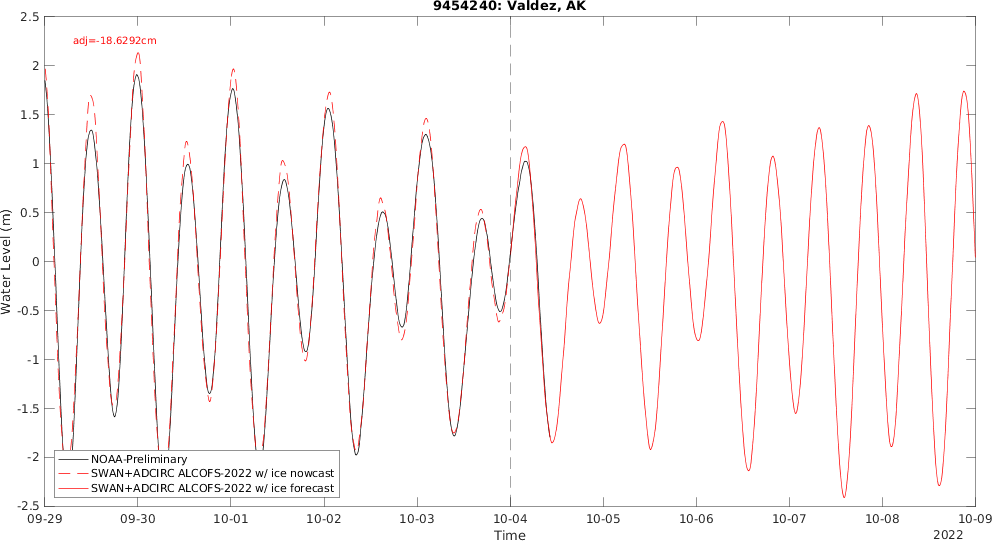 9454240: Valdez, AK
adj=-18.6292cm
2.5
2
1.5
1
0.5
0
-0.5
-1
-1.5
-2
-2.5
Water Level (m)
NOAA-Preliminary
SWAN+ADCIRC ALCOFS-2022 w/ ice nowcast
SWAN+ADCIRC ALCOFS-2022 w/ ice forecast
09-29 09-30 10-01 10-02 10-03 10-04 10-05 10-06 10-07 10-08 10-09
Time
2022